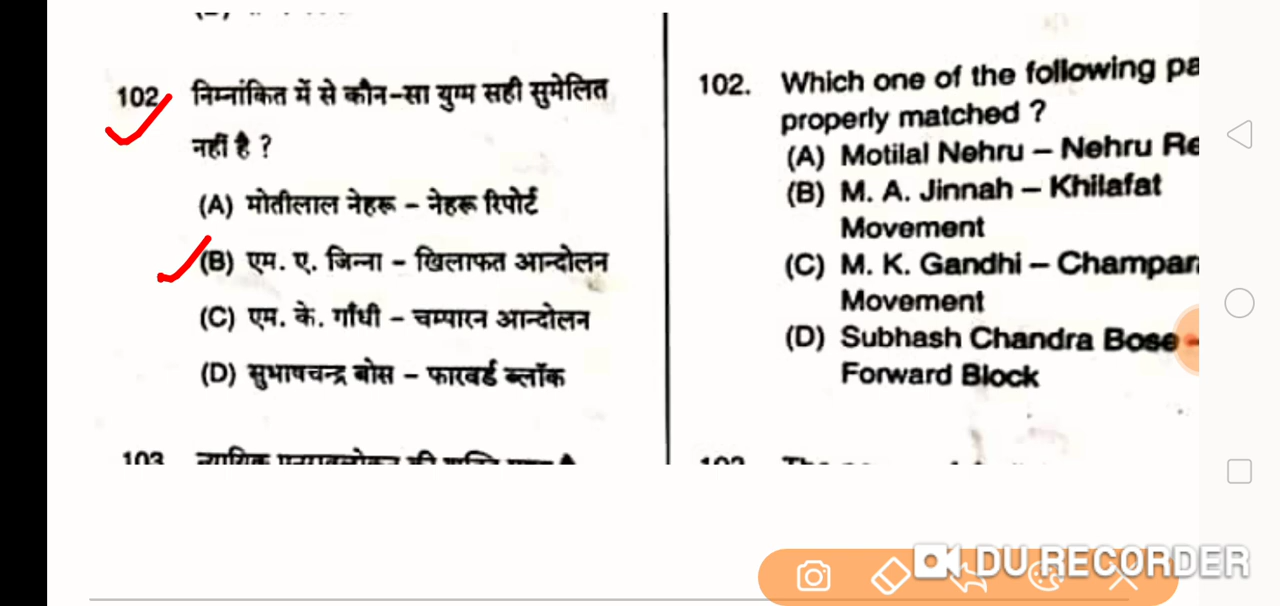 102. निम्नांकित में से कौन-सा युग्म सही सुमेलित
नहीं है ?
(A) मोतीलाल नेहरू - नेहरू रिपोर्ट
(B) एम. ए. जिन्ना - खिलाफत आन्दोलन
(C) एम. के. गाँधी - चम्पारन आन्दोलन
(D) सुभाषचन्द्र बोस - फारवर्ड ब्लॉक
103
102. Which one of the following pa
properly matched ?
(A) Motilal Nehru – Nehru Re
(B) M. A. Jinnah – Khilafat
Movement
(C) M. K. Gandhi – Champar
Movement
(D) Subhash Chandra Bose –
Forward Block
DU RECORDER